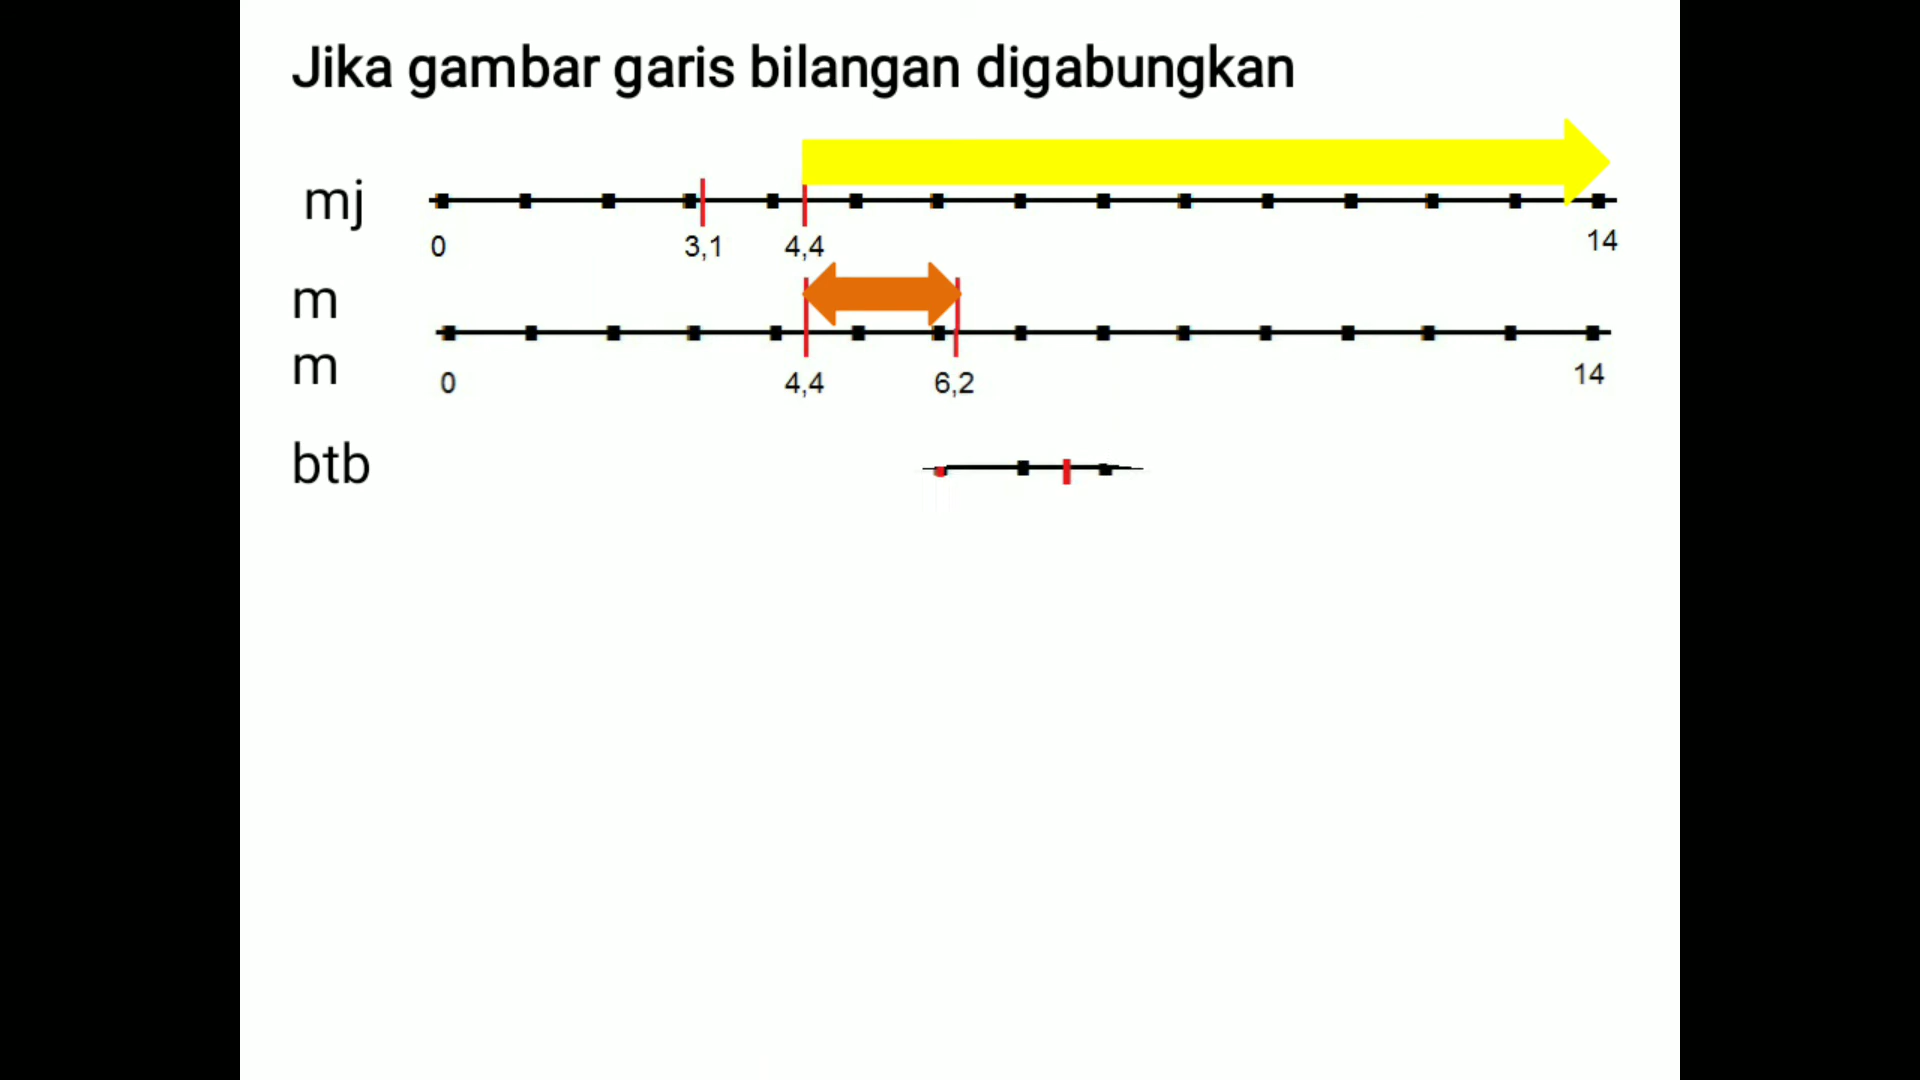 Jika gambar garis bilangan digabungkan
mj
0 3,1 4,4 14
m
m
0 4,4 6,2 14
btb